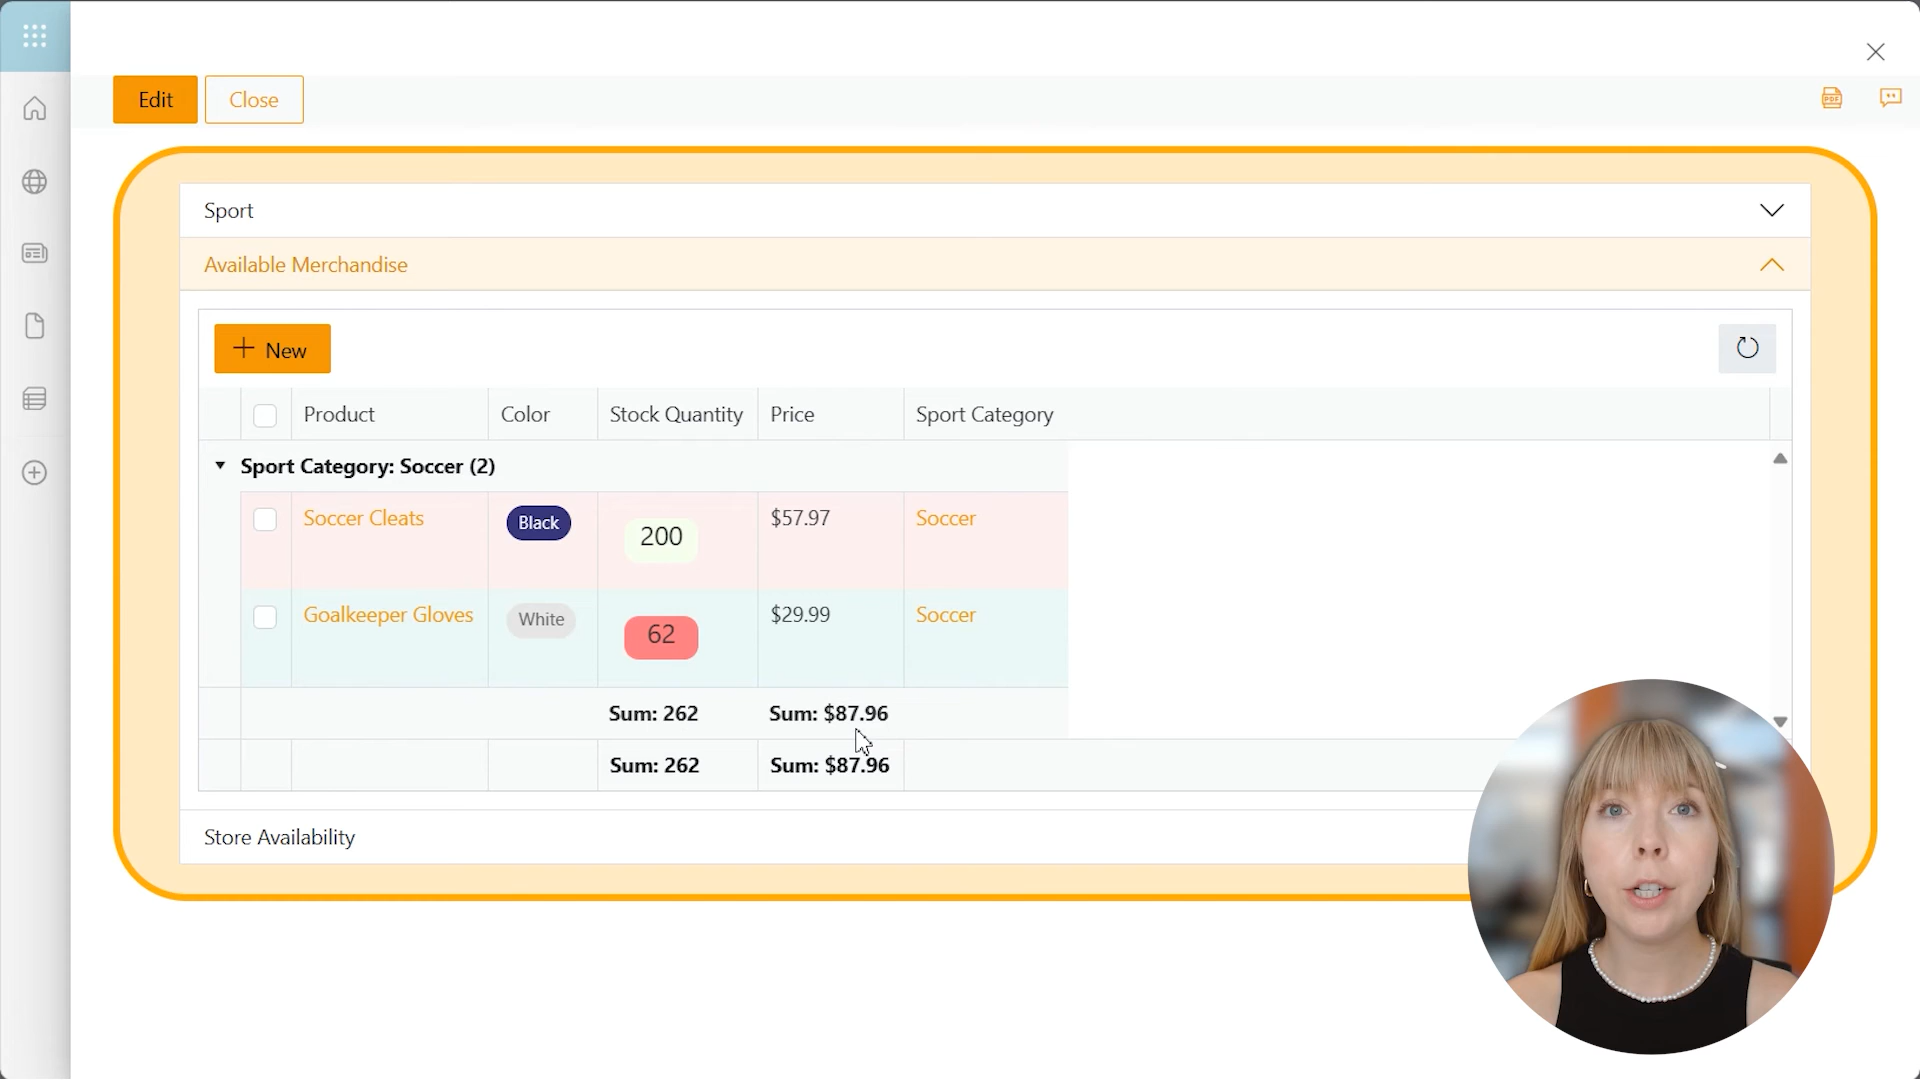 Edit Close
PDF
Sport
Available Merchandise
New
Product Color Stock Quantity Price Sport Category
Sport Category: Soccer (2)
Soccer Cleats Black 200 $57.97 Soccer
Goalkeeper Gloves White 62 $29.99 Soccer
Sum: 262 Sum: $87.96
Sum: 262 Sum: $87.96
Store Availability